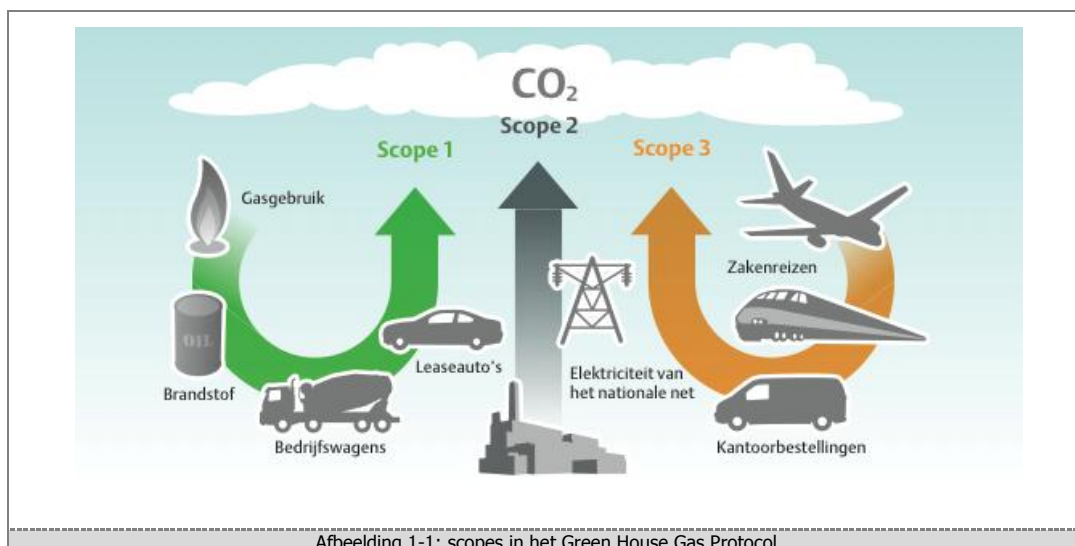 CO₂
Scope 2
Scope 1
Scope 3
Gasgebruik
Zakenreizen
OIL
Leaseauto's
Elektriciteit van
het nationale net
Brandstof
Bedrijfswagens
Kantoorbestellingen
Afbeelding 1-1: scopes in het Green House Gas Protocol